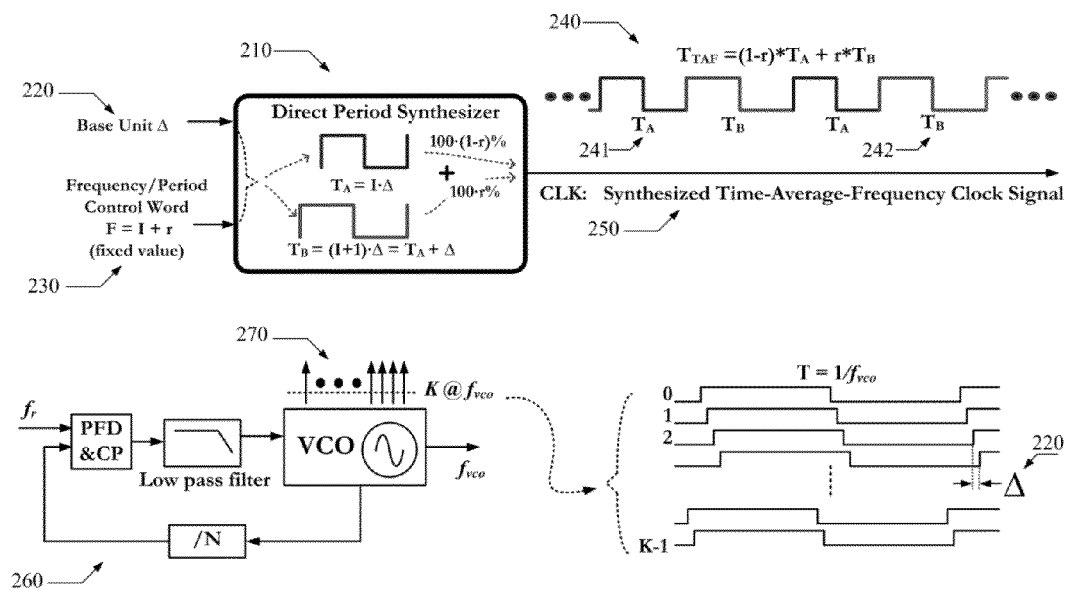 240
210
T_TAF =(1-r)*T_A + r*T_B
220
Base Unit Δ
Direct Period Synthesizer
100·(1-r)%
T_A = I·Δ
+
100·r%
T_B = (I+1)·Δ = T_A + Δ
T_A
T_B
T_A
T_B
241
242
Frequency/Period
Control Word
F = I + r
(fixed value)
230
CLK: Synthesized Time-Average-Frequency Clock Signal
250
270
K @ f_vco
f_r
PFD
&CP
Low pass filter
VCO
f_vco
/N
260
T = 1/f_vco
0
1
2
220
Δ
K-1